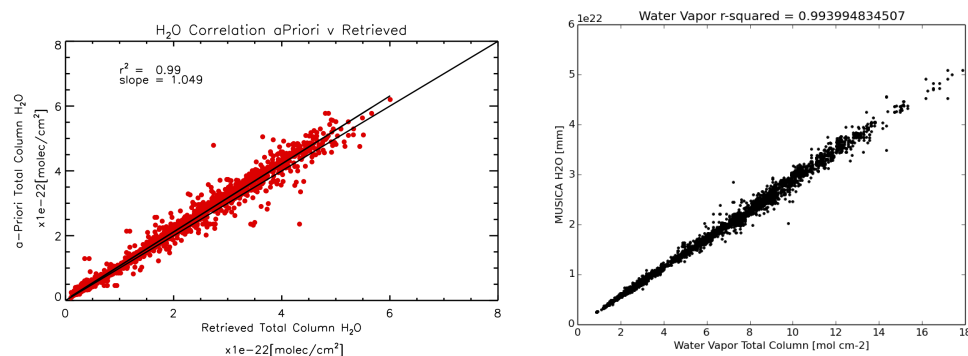 H₂O Correlation aPriori v Retrieved
r² = 0.99
slope = 1.049
a-Priori Total Column H₂O
x1e-22[molec/cm²]
8
6
4
2
0
0 2 4 6 8
Retrieved Total Column H₂O
x1e-22[molec/cm²]
Water Vapor r-squared = 0.993994834507
1e22
MUSICA H2O [mm]
6
5
4
3
2
1
0
0 2 4 6 8 10 12 14 16 18
Water Vapor Total Column [mol cm-2]